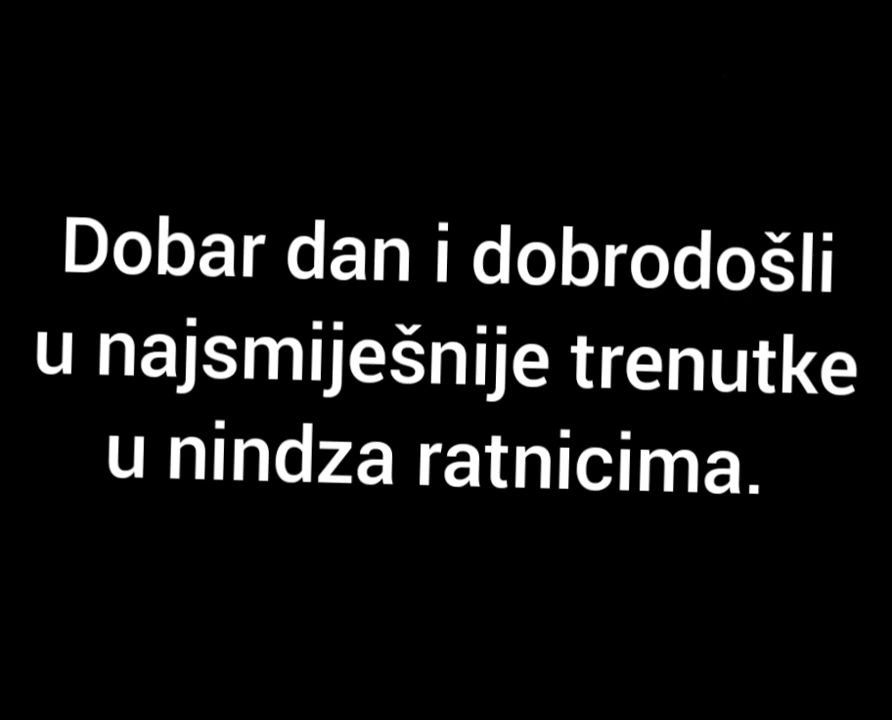 Dobar dan i dobrodošli
u najsmiješnije trenutke
u nindza ratnicima.